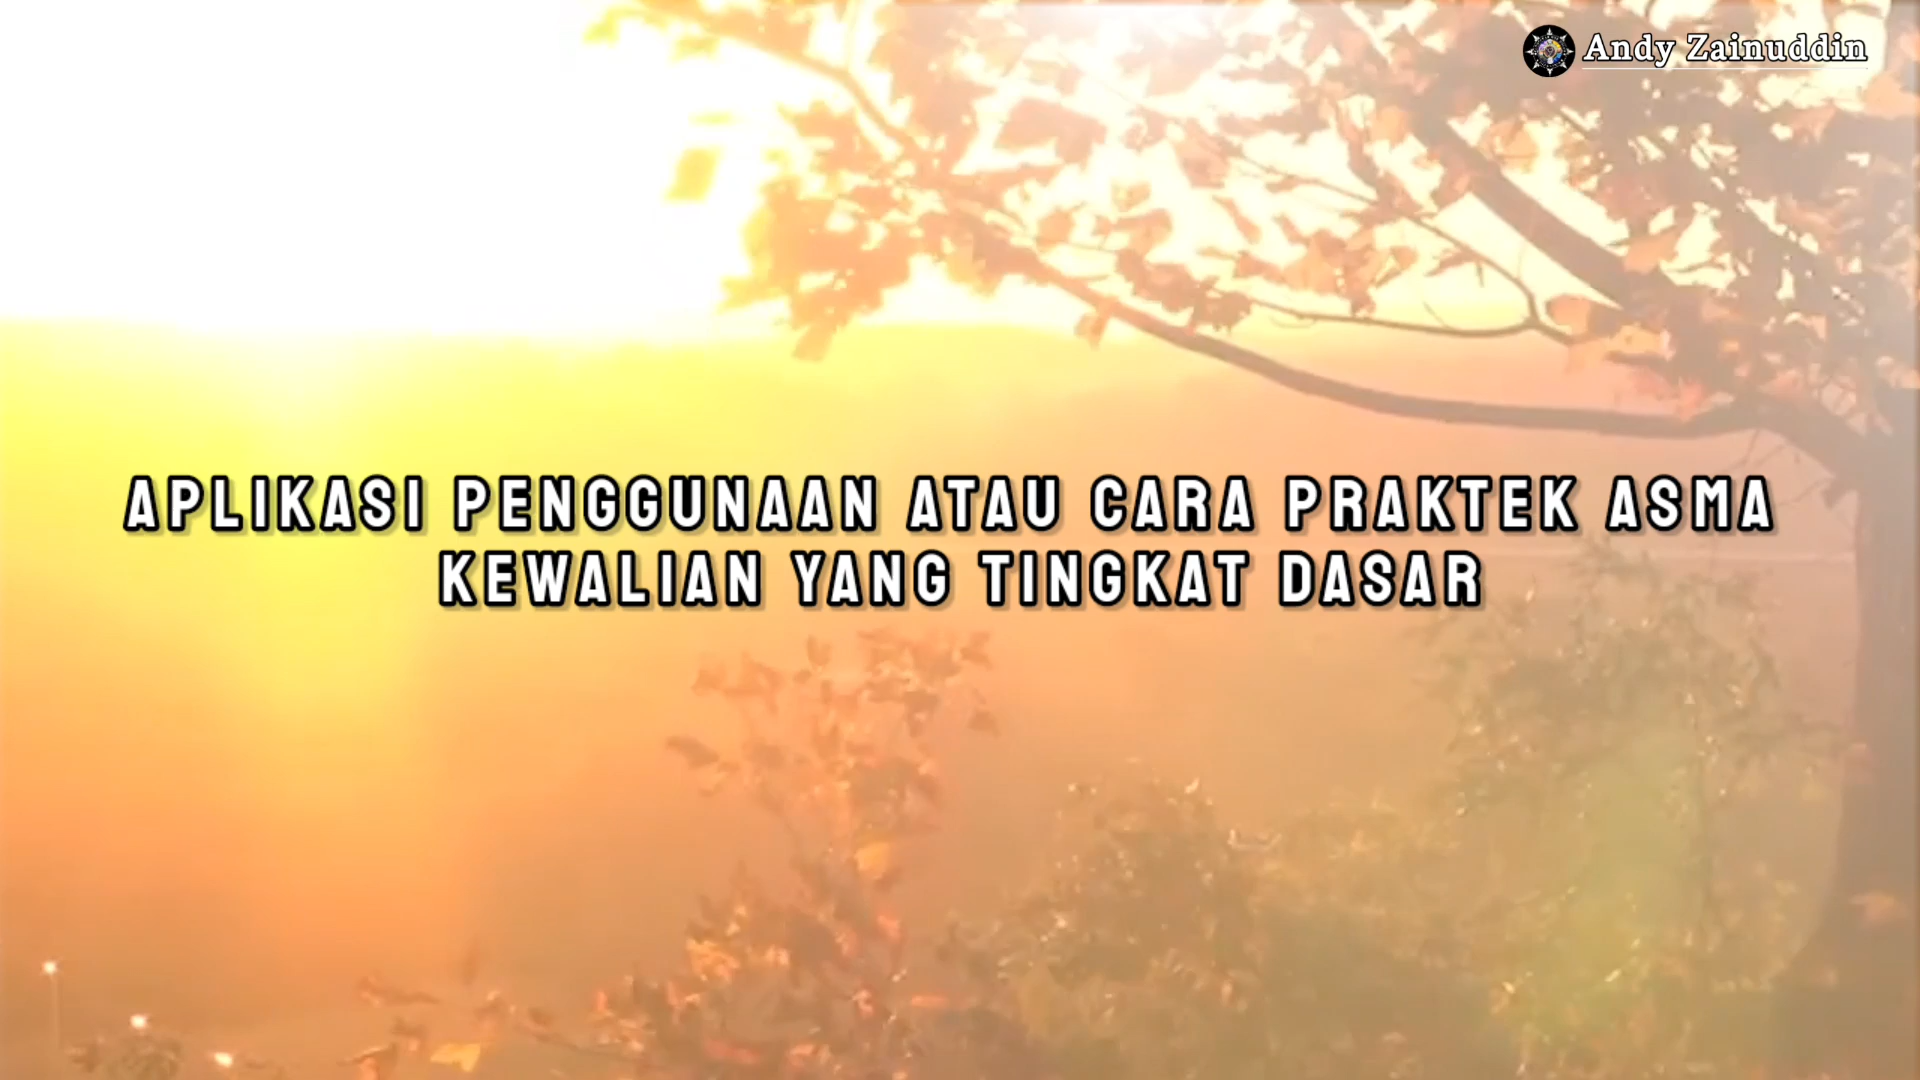 Andy Zainuddin
APLIKASI PENGGUNAAN ATAU CARA PRAKTEK ASMA
KEWALIAN YANG TINGKAT DASAR